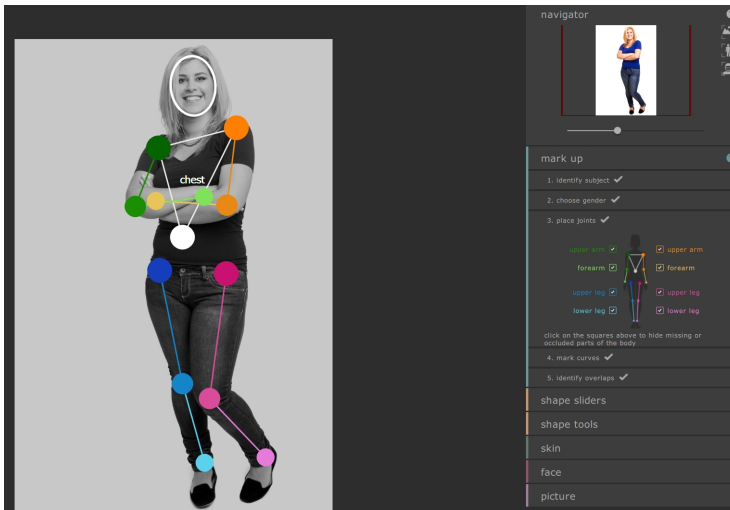 navigator
chest
mark up
1. identify subject
2. choose gender
3. place joints
upper arm upper arm
forearm forearm
upper leg upper leg
lower leg lower leg
click on the squares above to hide missing or
occluded parts of the body
4. mark curves
5. identify overlaps
shape sliders
shape tools
skin
face
picture